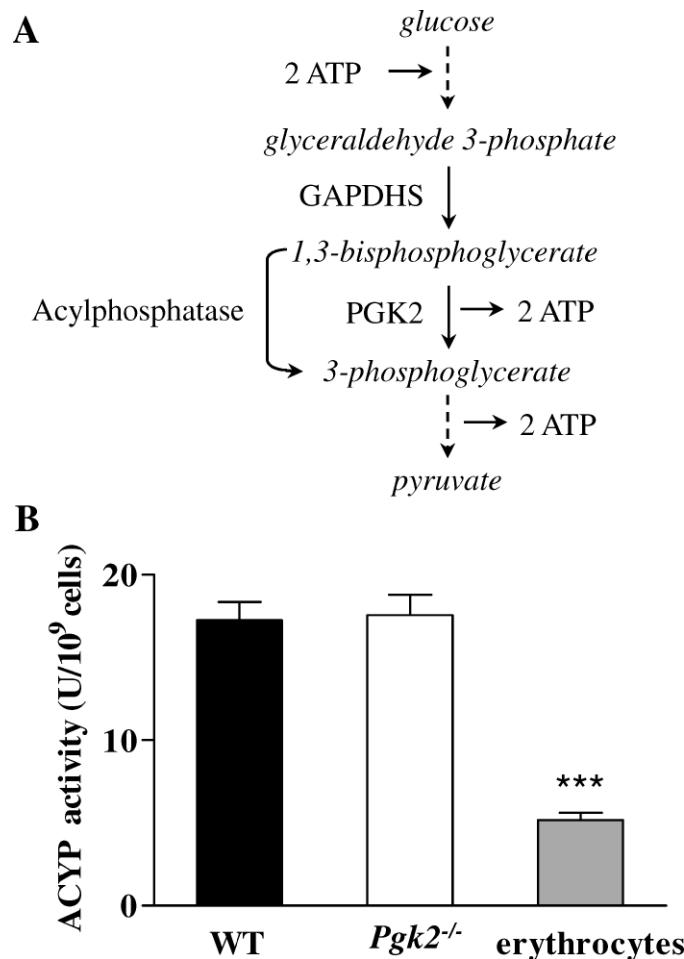 A
glucose
2 ATP
glyceraldehyde 3-phosphate
GAPDHS
1,3-bisphosphoglycerate
Acylphosphatase
PGK2
2 ATP
3-phosphoglycerate
2 ATP
pyruvate
B
ACYP activity (U/10⁹ cells)
20
10
0
***
WT
Pgk2⁻/⁻
erythrocytes